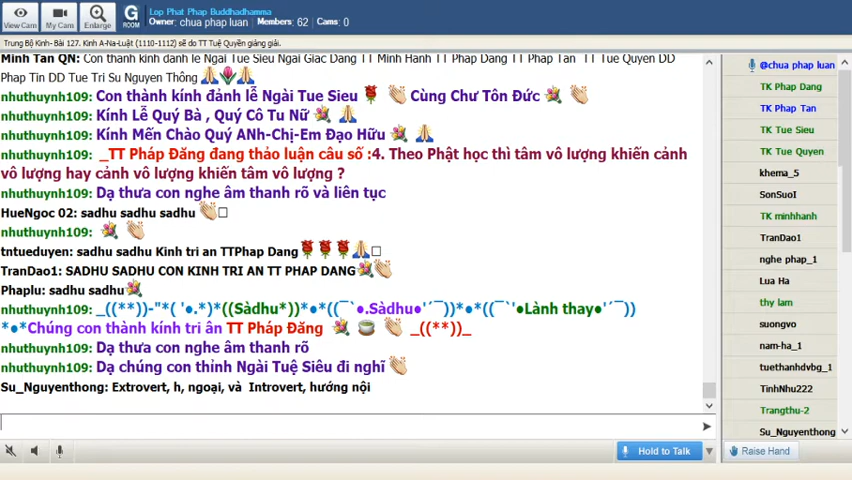 Lop Phat Phap Buddhadhamma
Owner: chua phap luan Members: 62 Cams: 0
View Cam My Cam Enlarge G ROOM
Trung Bộ Kinh- Bài 127. Kinh A-Na-Luật (1110-1112) sẽ do TT Tuệ Quyền giảng giải.
Minh Tan QN: Con thành kính đảnh lễ Ngài Tue Sieu Ngài Giac Dang TT Minh Hanh TT Phap Dang TT Phap Tan TT Tue Quyen DD
Phap Tin DD Tue Tri Su Nguyen Thông
nhuthuynh109: Con thành kính đảnh lễ Ngài Tue Sieu Cùng Chư Tôn Đức
nhuthuynh109: Kính Lễ Quý Bà , Quý Cô Tu Nữ
nhuthuynh109: Kính Mến Chào Quý ANh-Chị-Em Đạo Hữu
nhuthuynh109: _TT Pháp Đăng đang thảo luận câu số :4. Theo Phật học thì tâm vô lượng khiến cảnh
vô lượng hay cảnh vô lượng khiến tâm vô lượng ?
nhuthuynh109: Dạ thưa con nghe âm thanh rõ và liên tục
HueNgoc 02: sadhu sadhu sadhu
nhuthuynh109:
tntueduyen: sadhu sadhu Kinh tri an TTPhap Dang
TranDao1: SADHU SADHU CON KINH TRI AN TT PHAP DANG
Phaplu: sadhu sadhu
nhuthuynh109: _((**))-"*( '●.*)*((Sàdhu*))*●*((¯`●.Sàdhu●'´¯))*●*((¯`'●Lành thay●'´¯))
*●*Chúng con thành kính tri ân TT Pháp Đăng _((**))_
nhuthuynh109: Dạ thưa con nghe âm thanh rõ
nhuthuynh109: Dạ chúng con thỉnh Ngài Tuệ Siêu đi nghĩ
Su_Nguyenthong: Extrovert, h, ngoại, và Introvert, hướng nội
@chua phap luan
TK Phap Dang
TK Phap Tan
TK Tue Sieu
TK Tue Quyen
khema_5
SonSuoI
TK minhhanh
TranDao1
nghe phap_1
Lua Ha
thy lam
suongvo
nam-ha_1
tuethanhdvbg_1
TinhNhu222
Trangthu-2
Su_Nguyenthong
Hold to Talk
Raise Hand